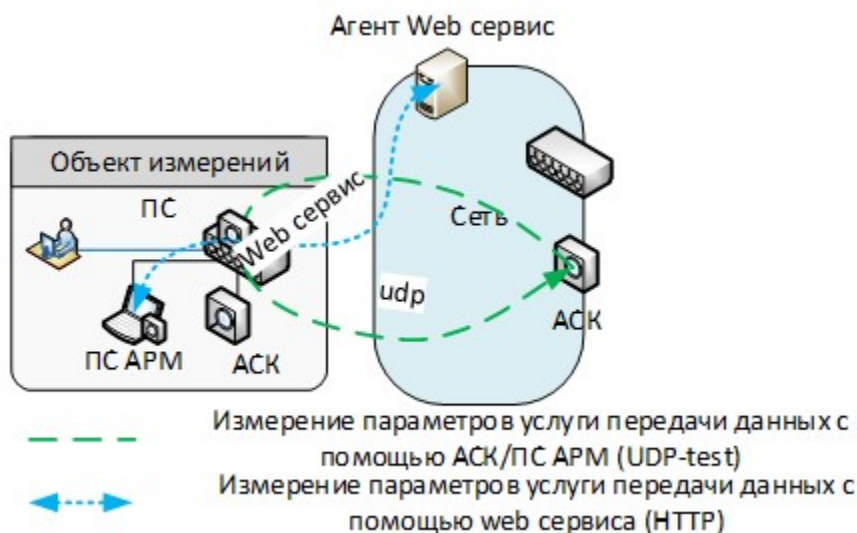 Агент Web сервис
Объект измерений
ПС
Web сервис
Сеть
udp
АСК
ПС АРМ
АСК
Измерение параметров услуги передачи данных с
помощью АСК/ПС АРМ (UDP-test)
Измерение параметров услуги передачи данных с
помощью web сервиса (HTTP)